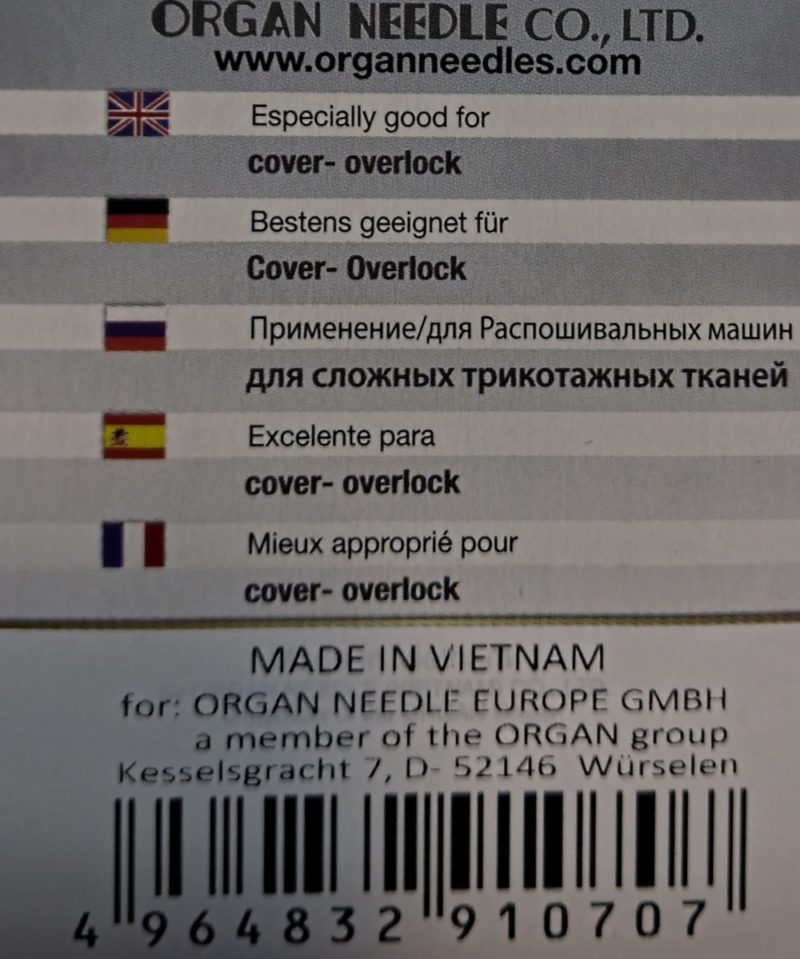 ORGAN NEEDLE CO., LTD.
www.organneedles.com
Especially good for
cover- overlock
Bestens geeignet für
Cover- Overlock
Применение/для Распошивальных машин
для сложных трикотажных тканей
Excelente para
cover- overlock
Mieux approprié pour
cover- overlock
MADE IN VIETNAM
for: ORGAN NEEDLE EUROPE GMBH
a member of the ORGAN group
Kesselsgracht 7, D- 52146 Würselen
4 964832 910707